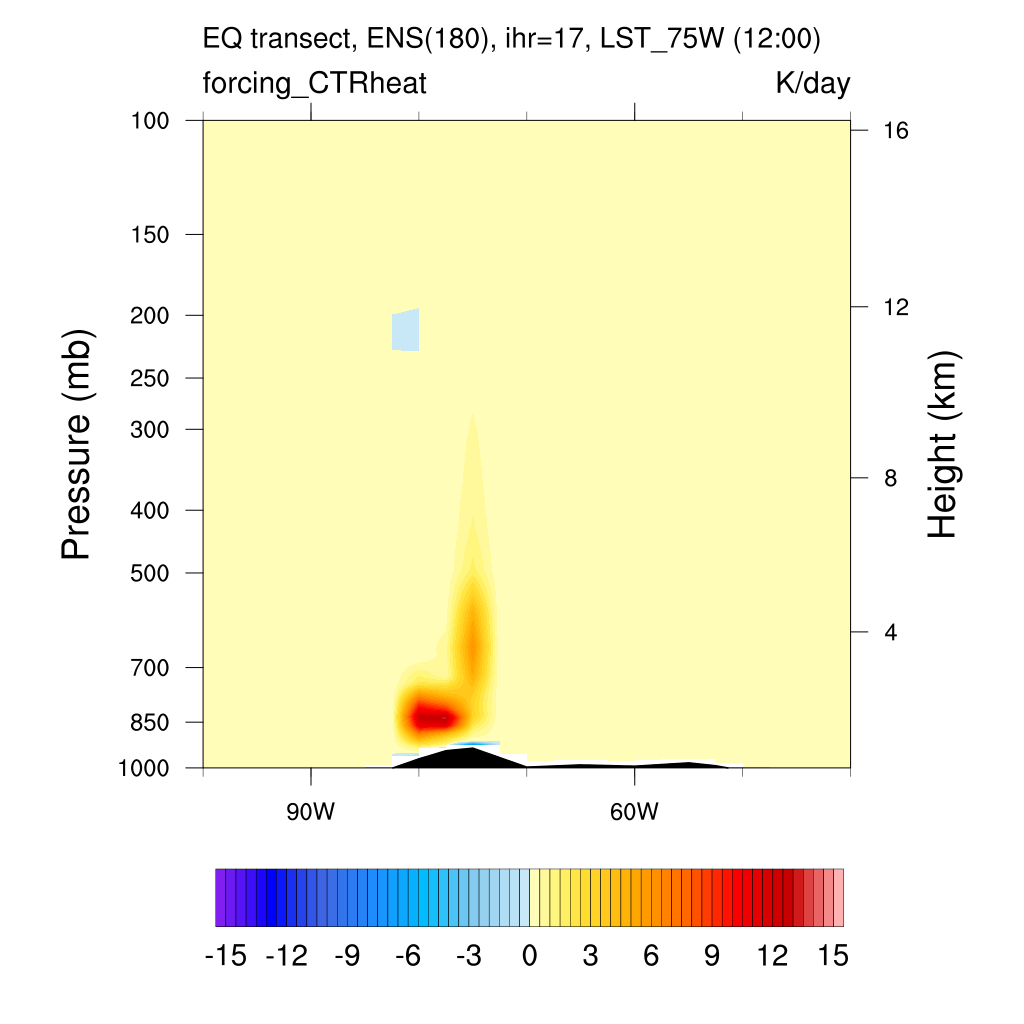 EQ transect, ENS(180), ihr=17, LST_75W (12:00)
forcing_CTRheat K/day
100
150
200
250
300
400
500
700
850
1000
Pressure (mb)
16
12
8
4
Height (km)
90W 60W
-15 -12 -9 -6 -3 0 3 6 9 12 15